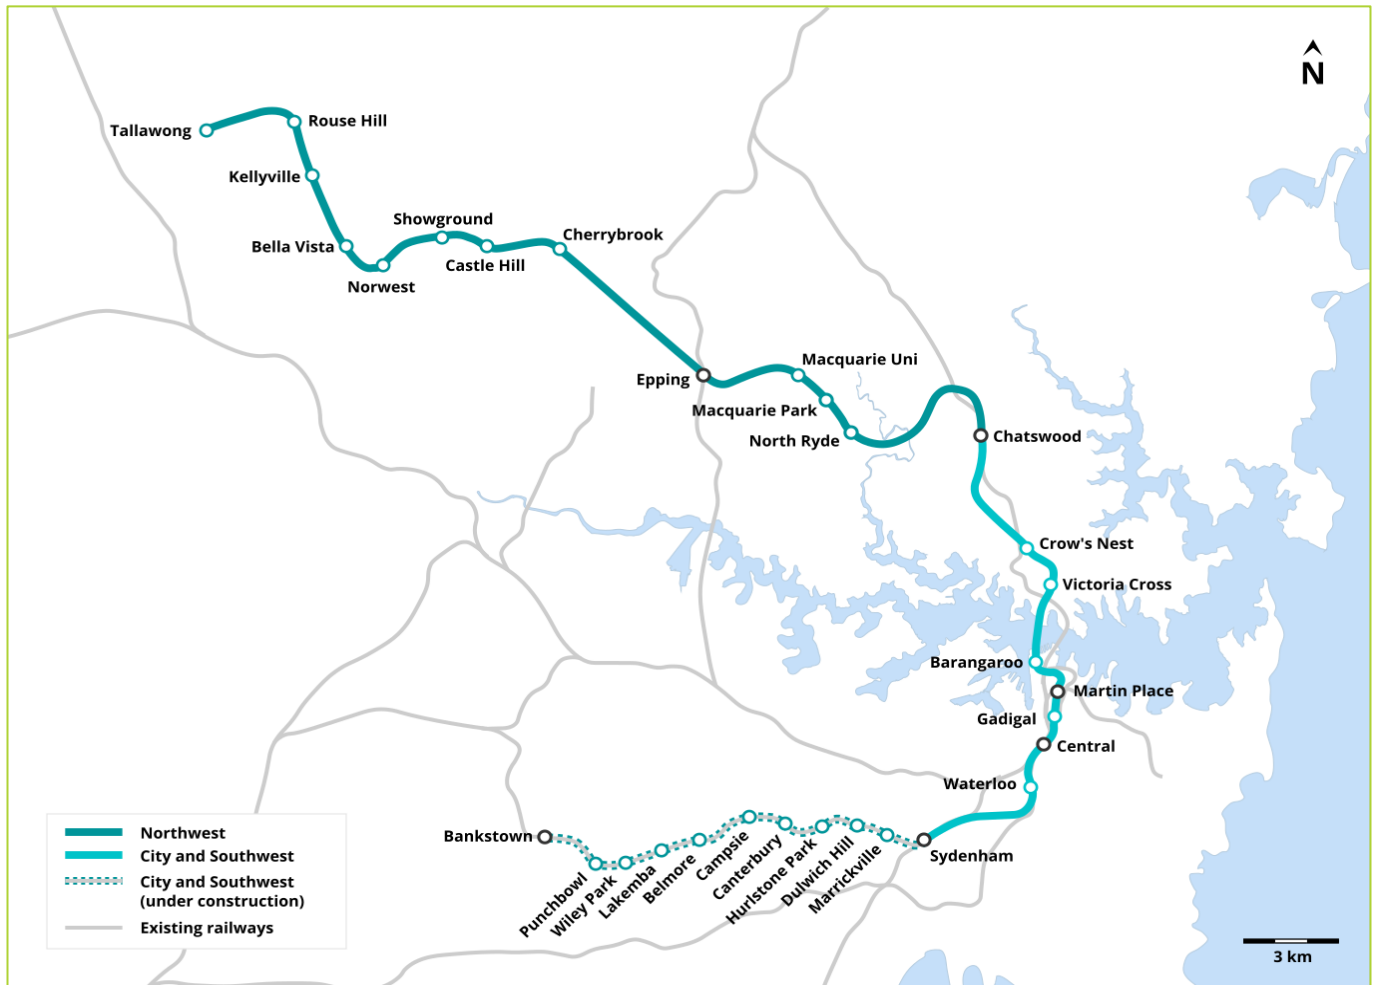 N
Tallawong
Rouse Hill
Kellyville
Bella Vista
Norwest
Showground
Castle Hill
Cherrybrook
Epping
Macquarie Uni
Macquarie Park
North Ryde
Chatswood
Crow's Nest
Victoria Cross
Barangaroo
Martin Place
Gadigal
Central
Waterloo
Sydenham
Marrickville
Dulwich Hill
Hurlstone Park
Canterbury
Campsie
Belmore
Lakemba
Wiley Park
Punchbowl
Bankstown
Northwest
City and Southwest
City and Southwest
(under construction)
Existing railways
3 km